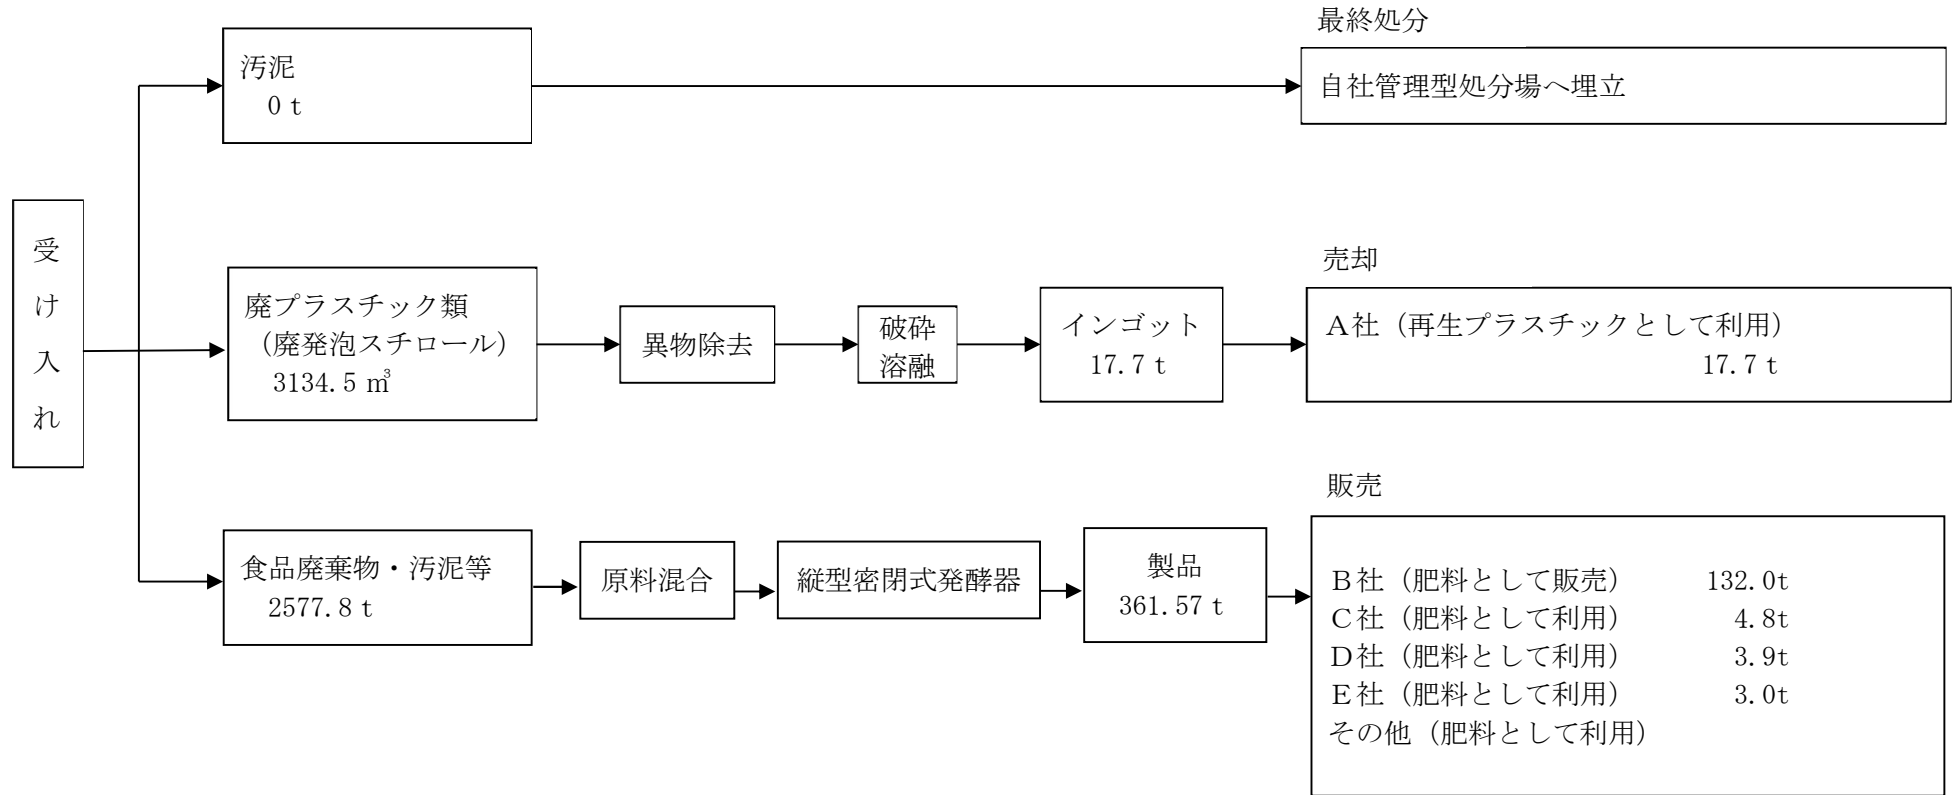 最終処分
汚泥
0 t
自社管理型処分場へ埋立
受け入れ
売却
廃プラスチック類
（廃発泡スチロール）
3134.5 ㎥
異物除去
破砕
溶融
インゴット
17.7 t
A社（再生プラスチックとして利用）
17.7 t
販売
食品廃棄物・汚泥等
2577.8 t
原料混合
縦型密閉式発酵器
製品
361.57 t
B社（肥料として販売） 132.0t
C社（肥料として利用） 4.8t
D社（肥料として利用） 3.9t
E社（肥料として利用） 3.0t
その他（肥料として利用）